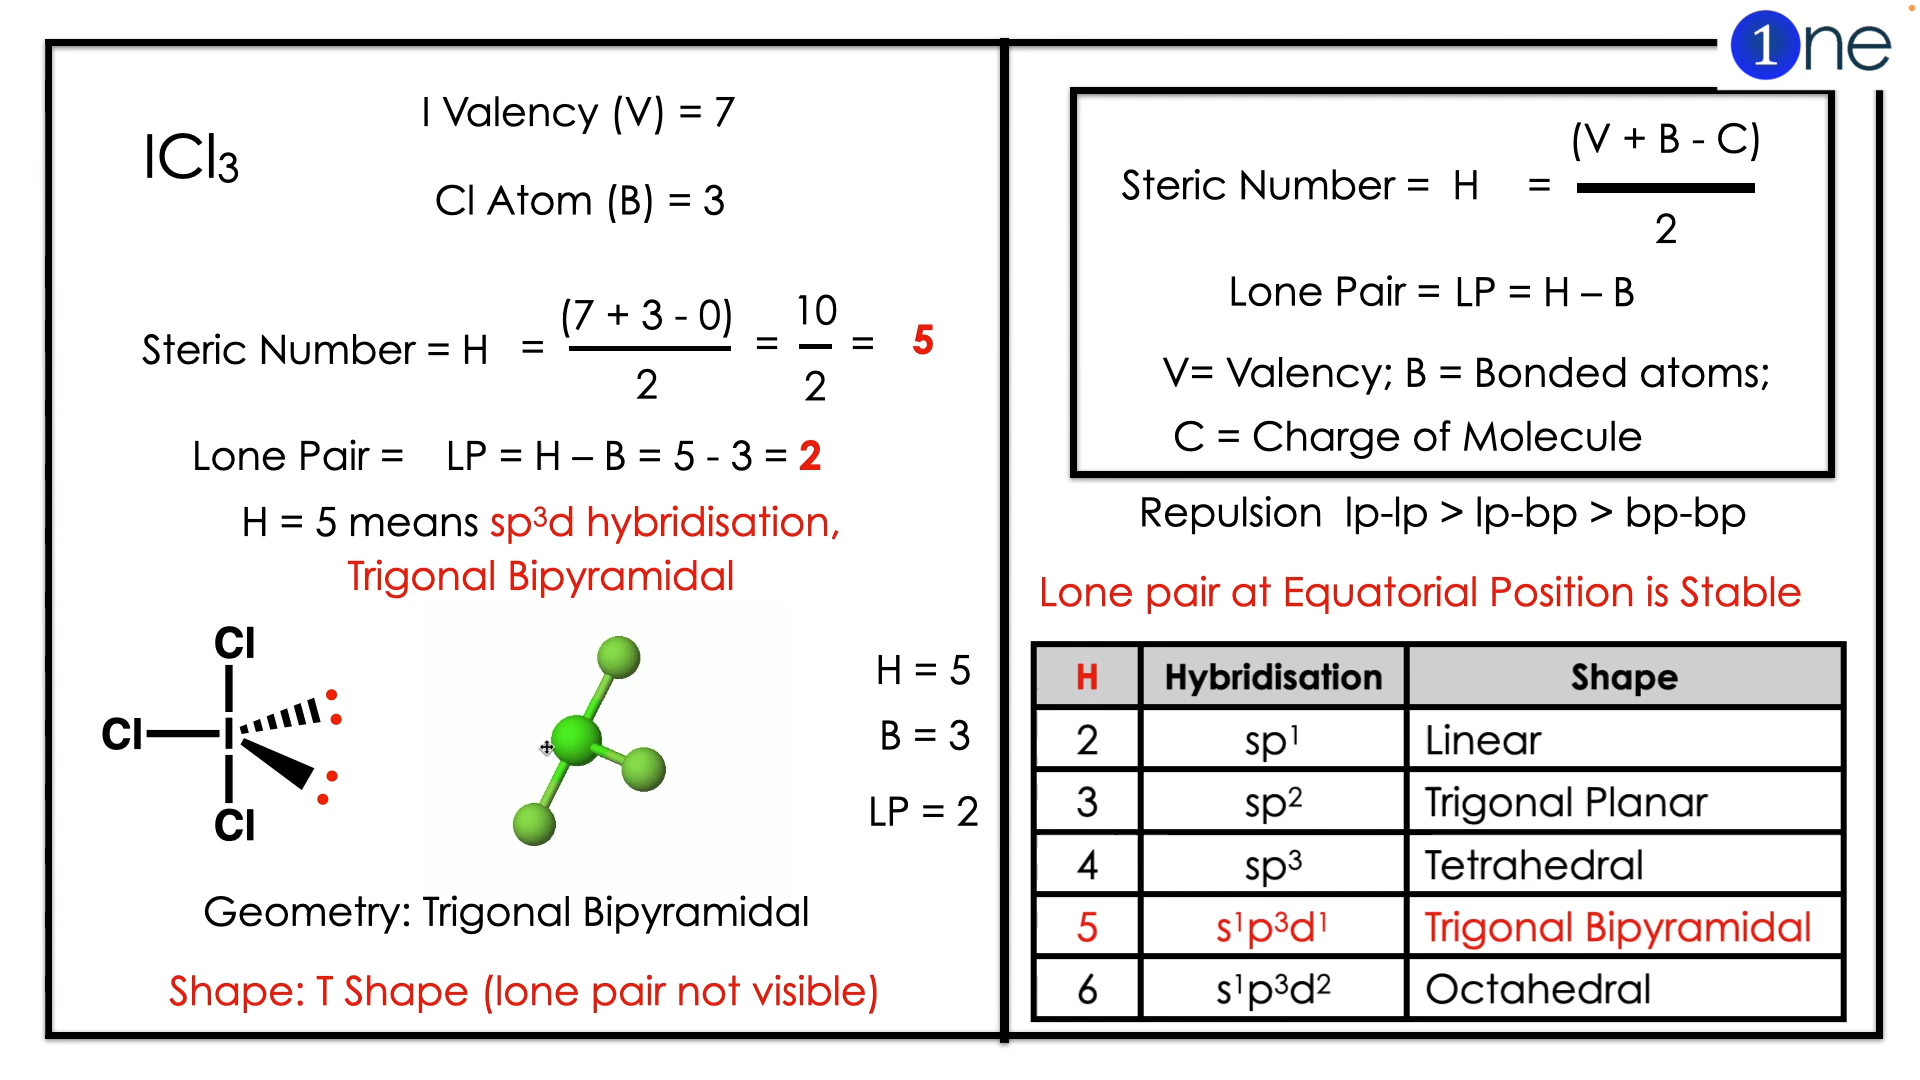 1ne
ICl₃
I Valency (V) = 7
Cl Atom (B) = 3
Steric Number = H = (7 + 3 - 0) / 2 = 10 / 2 = 5
Lone Pair = LP = H – B = 5 - 3 = 2
H = 5 means sp³d hybridisation,
Trigonal Bipyramidal
Cl
Cl I
Cl
H = 5
B = 3
LP = 2
Geometry: Trigonal Bipyramidal
Shape: T Shape (lone pair not visible)
Steric Number = H = (V + B - C) / 2
Lone Pair = LP = H – B
V= Valency; B = Bonded atoms;
C = Charge of Molecule
Repulsion lp-lp > lp-bp > bp-bp
Lone pair at Equatorial Position is Stable
H Hybridisation Shape
2 sp¹ Linear
3 sp² Trigonal Planar
4 sp³ Tetrahedral
5 s¹p³d¹ Trigonal Bipyramidal
6 s¹p³d² Octahedral